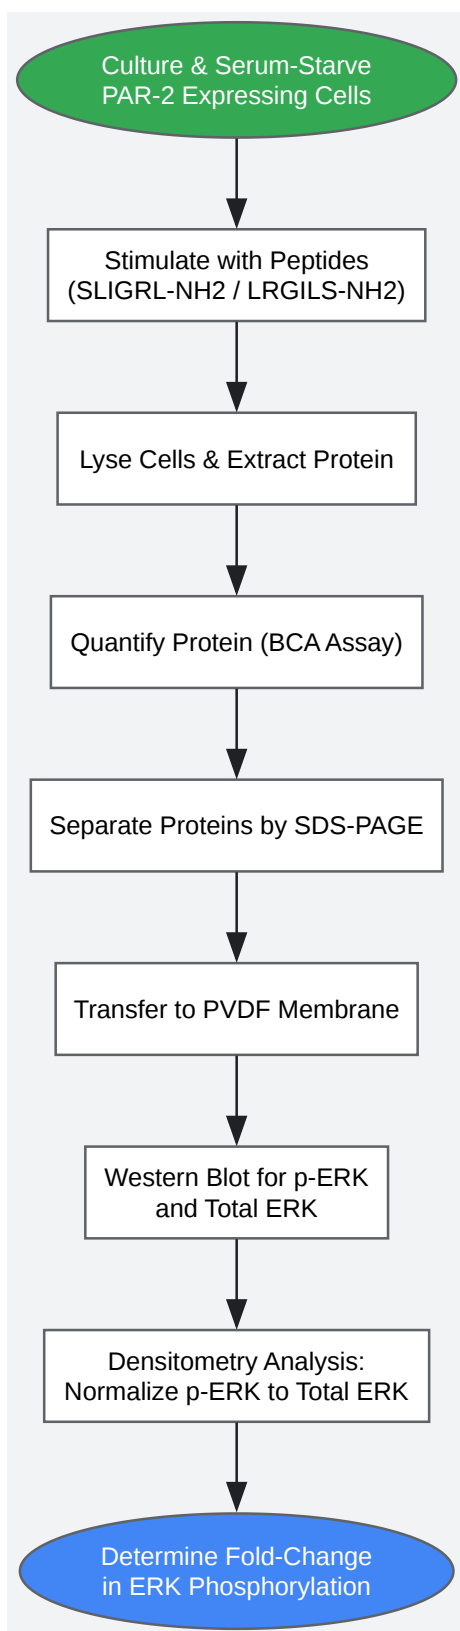 Culture & Serum-Starve
PAR-2 Expressing Cells
Stimulate with Peptides
(SLIGRL-NH2 / LRGILS-NH2)
Lyse Cells & Extract Protein
Quantify Protein (BCA Assay)
Separate Proteins by SDS-PAGE
Transfer to PVDF Membrane
Western Blot for p-ERK
and Total ERK
Densitometry Analysis:
Normalize p-ERK to Total ERK
Determine Fold-Change
in ERK Phosphorylation